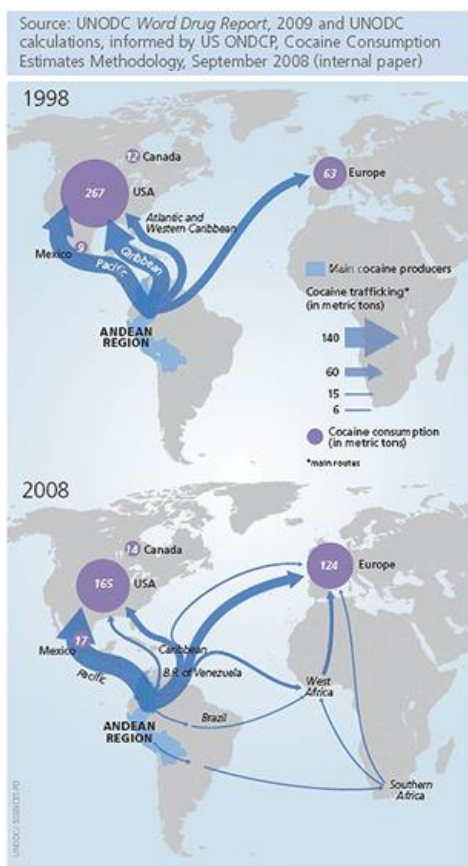 Source: UNODC Word Drug Report, 2009 and UNODC
calculations, informed by US ONDCP, Cocaine Consumption
Estimates Methodology, September 2008 (internal paper)
1998
12 Canada
267
USA
63 Europe
Atlantic and
Western Caribbean
Mexico 9
Caribbean
Pacific
Main cocaine producers
Cocaine trafficking*
(in metric tons)
ANDEAN
REGION
140
60
15
6
Cocaine consumption
(in metric tons)
*main routes
2008
14 Canada
165
USA
124 Europe
Mexico 17
Caribbean
Pacific
B.R. of Venezuela
West
Africa
ANDEAN
REGION
Brazil
Southern
Africa